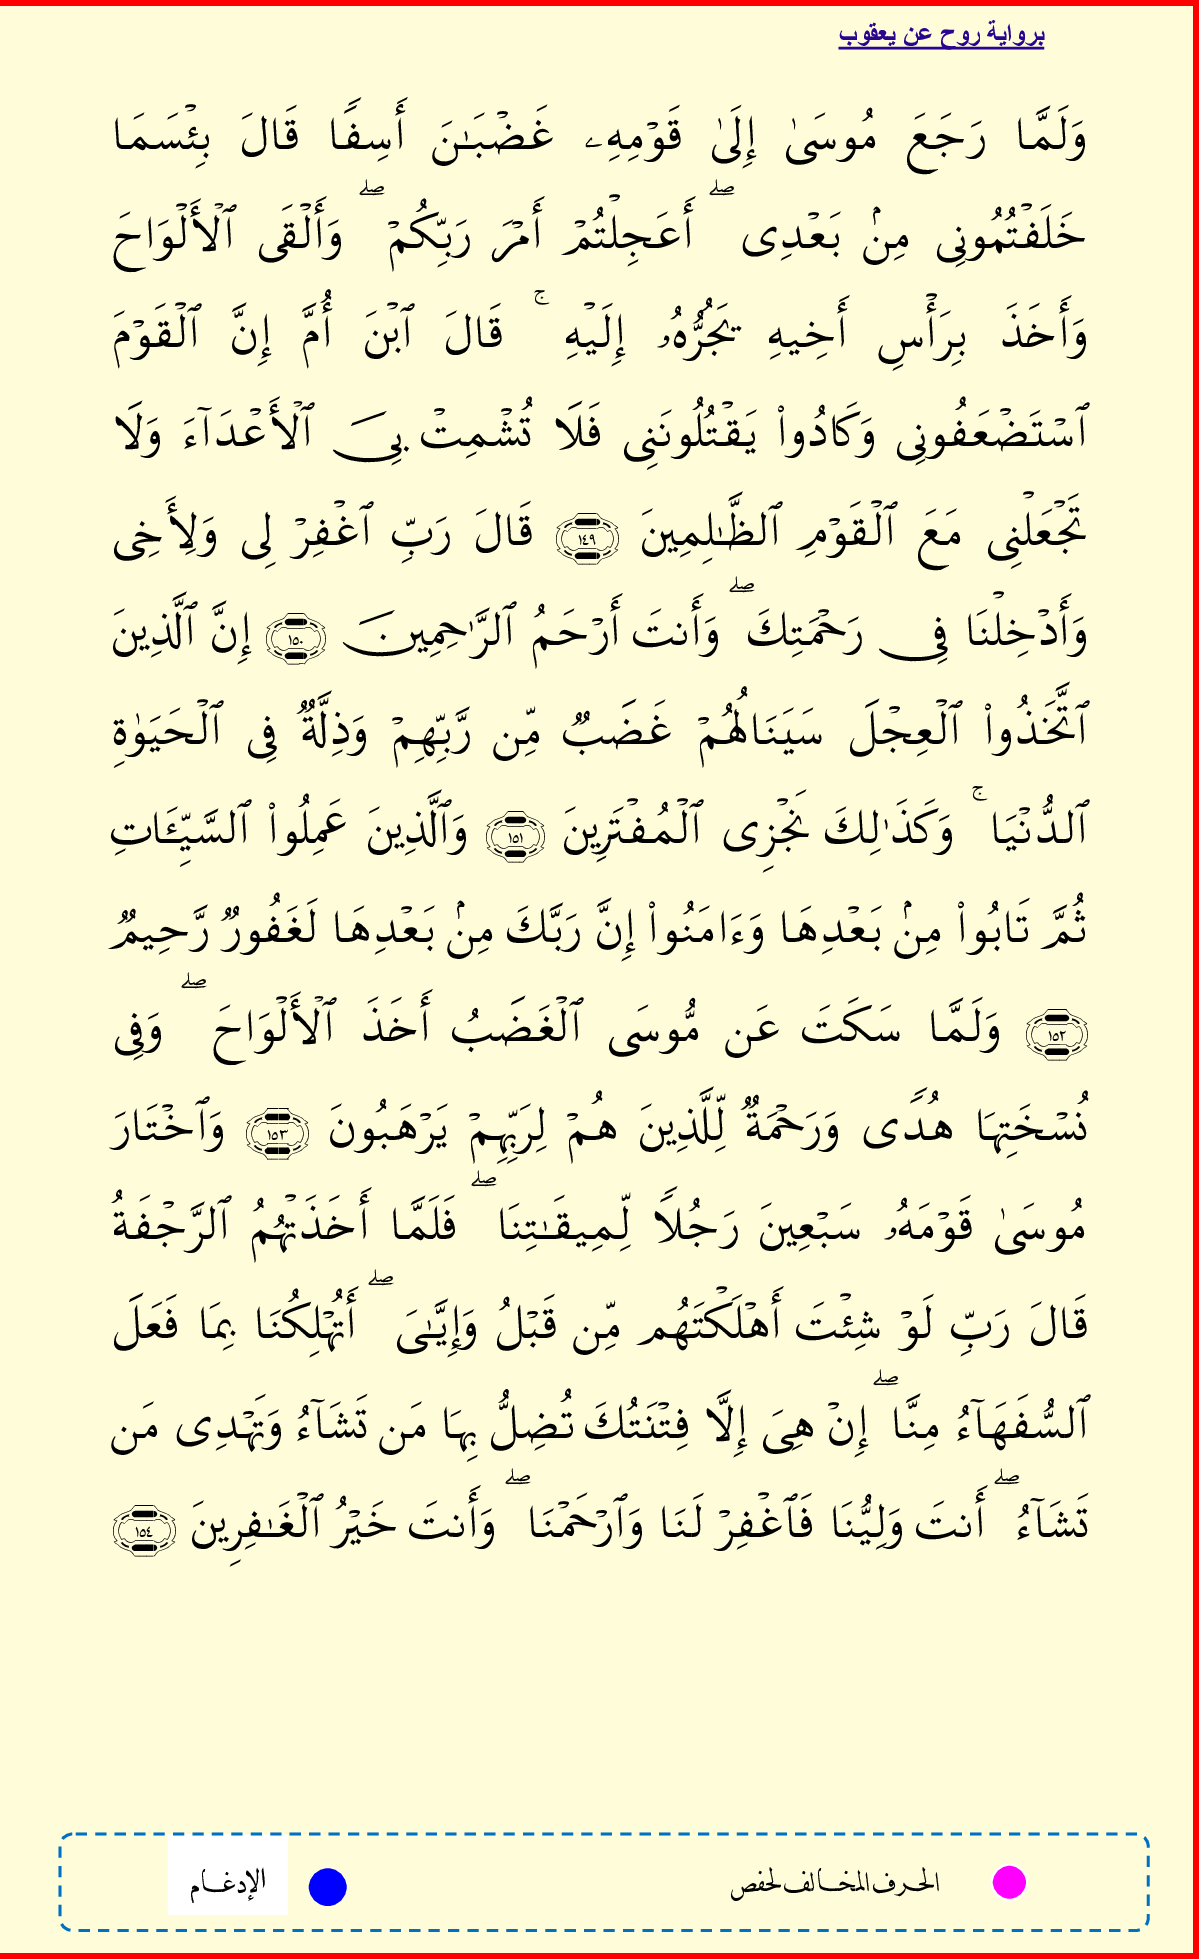 برواية روح عن يعقوب
وَلَمَّا رَجَعَ مُوسَىٰ إِلَىٰ قَوْمِهِۦ غَضْبَـٰنَ أَسِفًا قَالَ بِئْسَمَا
خَلَفْتُمُونِى مِنۢ بَعْدِى ۖ أَعَجِلْتُمْ أَمْرَ رَبِّكُمْ ۖ وَأَلْقَى ٱلْأَلْوَاحَ
وَأَخَذَ بِرَأْسِ أَخِيهِ يَجُرُّهُۥ إِلَيْهِ ۚ قَالَ ٱبْنَ أُمَّ إِنَّ ٱلْقَوْمَ
ٱسْتَضْعَفُونِى وَكَادُوا۟ يَقْتُلُونَنِى فَلَا تُشْمِتْ بِىَ ٱلْأَعْدَآءَ وَلَا
تَجْعَلْنِى مَعَ ٱلْقَوْمِ ٱلظَّـٰلِمِينَ ١٤٩ قَالَ رَبِّ ٱغْفِرْ لِى وَلِأَخِى
وَأَدْخِلْنَا فِى رَحْمَتِكَ ۖ وَأَنتَ أَرْحَمُ ٱلرَّٰحِمِينَ ١٥٠ إِنَّ ٱلَّذِينَ
ٱتَّخَذُوا۟ ٱلْعِجْلَ سَيَنَالُهُمْ غَضَبٌ مِّن رَّبِّهِمْ وَذِلَّةٌ فِى ٱلْحَيَوٰةِ
ٱلدُّنْيَا ۚ وَكَذَٰلِكَ نَجْزِى ٱلْمُفْتَرِينَ ١٥١ وَٱلَّذِينَ عَمِلُوا۟ ٱلسَّيِّـَٔاتِ
ثُمَّ تَابُوا۟ مِنۢ بَعْدِهَا وَءَامَنُوا۟ إِنَّ رَبَّكَ مِنۢ بَعْدِهَا لَغَفُورٌ رَّحِيمٌ
١٥٢ وَلَمَّا سَكَتَ عَن مُّوسَى ٱلْغَضَبُ أَخَذَ ٱلْأَلْوَاحَ ۖ وَفِى
نُسْخَتِهَا هُدًى وَرَحْمَةٌ لِّلَّذِينَ هُمْ لِرَبِّهِمْ يَرْهَبُونَ ١٥٣ وَٱخْتَارَ
مُوسَىٰ قَوْمَهُۥ سَبْعِينَ رَجُلًا لِّمِيقَـٰتِنَا ۖ فَلَمَّا أَخَذَتْهُمُ ٱلرَّجْفَةُ
قَالَ رَبِّ لَوْ شِئْتَ أَهْلَكْتَهُم مِّن قَبْلُ وَإِيَّـٰىَ ۖ أَتُهْلِكُنَا بِمَا فَعَلَ
ٱلسُّفَهَآءُ مِنَّا ۖ إِنْ هِىَ إِلَّا فِتْنَتُكَ تُضِلُّ بِهَا مَن تَشَآءُ وَتَهْدِى مَن
تَشَآءُ ۖ أَنتَ وَلِيُّنَا فَٱغْفِرْ لَنَا وَٱرْحَمْنَا ۖ وَأَنتَ خَيْرُ ٱلْغَـٰفِرِينَ ١٥٤
الحرف المخالف لحفص
الإدغام